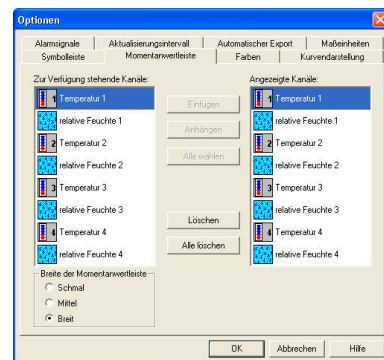 Optionen
Alarmsignale Aktualisierungsintervall Automatischer Export Maßeinheiten
Symbolleiste Momentanwertleiste Farben Kurvendarstellung
Zur Verfügung stehende Kanäle: Angezeigte Kanäle:
1 Temperatur 1 Einfügen 1 Temperatur 1
relative Feuchte 1 Anhängen relative Feuchte 1
2 Temperatur 2 Alle wählen 2 Temperatur 2
relative Feuchte 2 relative Feuchte 2
3 Temperatur 3 3 Temperatur 3
relative Feuchte 3 Löschen relative Feuchte 3
4 Temperatur 4 Alle löschen 4 Temperatur 4
relative Feuchte 4 relative Feuchte 4
Breite der Momentanwertleiste
Schmal
Mittel
Breit
OK Abbrechen Hilfe